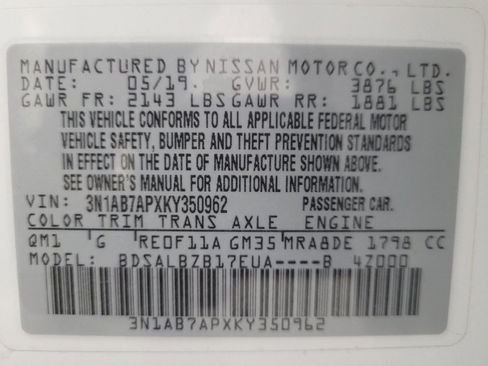 MANUFACTURED BY NISSAN MOTOR CO., LTD.
DATE: 05/19. GVWR: 3876 LBS
GAWR FR: 2143 LBS GAWR RR: 1881 LBS
THIS VEHICLE CONFORMS TO ALL APPLICABLE FEDERAL MOTOR
VEHICLE SAFETY, BUMPER AND THEFT PREVENTION STANDARDS
IN EFFECT ON THE DATE OF MANUFACTURE SHOWN ABOVE.
SEE OWNER'S MANUAL FOR ADDITIONAL INFORMATION.
VIN: 3N1AB7APXKY350962 PASSENGER CAR.
COLOR TRIM TRANS AXLE ENGINE
QM1 G RE0F11A GM35 MRA8DE 1798 CC
MODEL: BDSALBZB17EUA----B 4Z000
3N1AB7APXKY350962